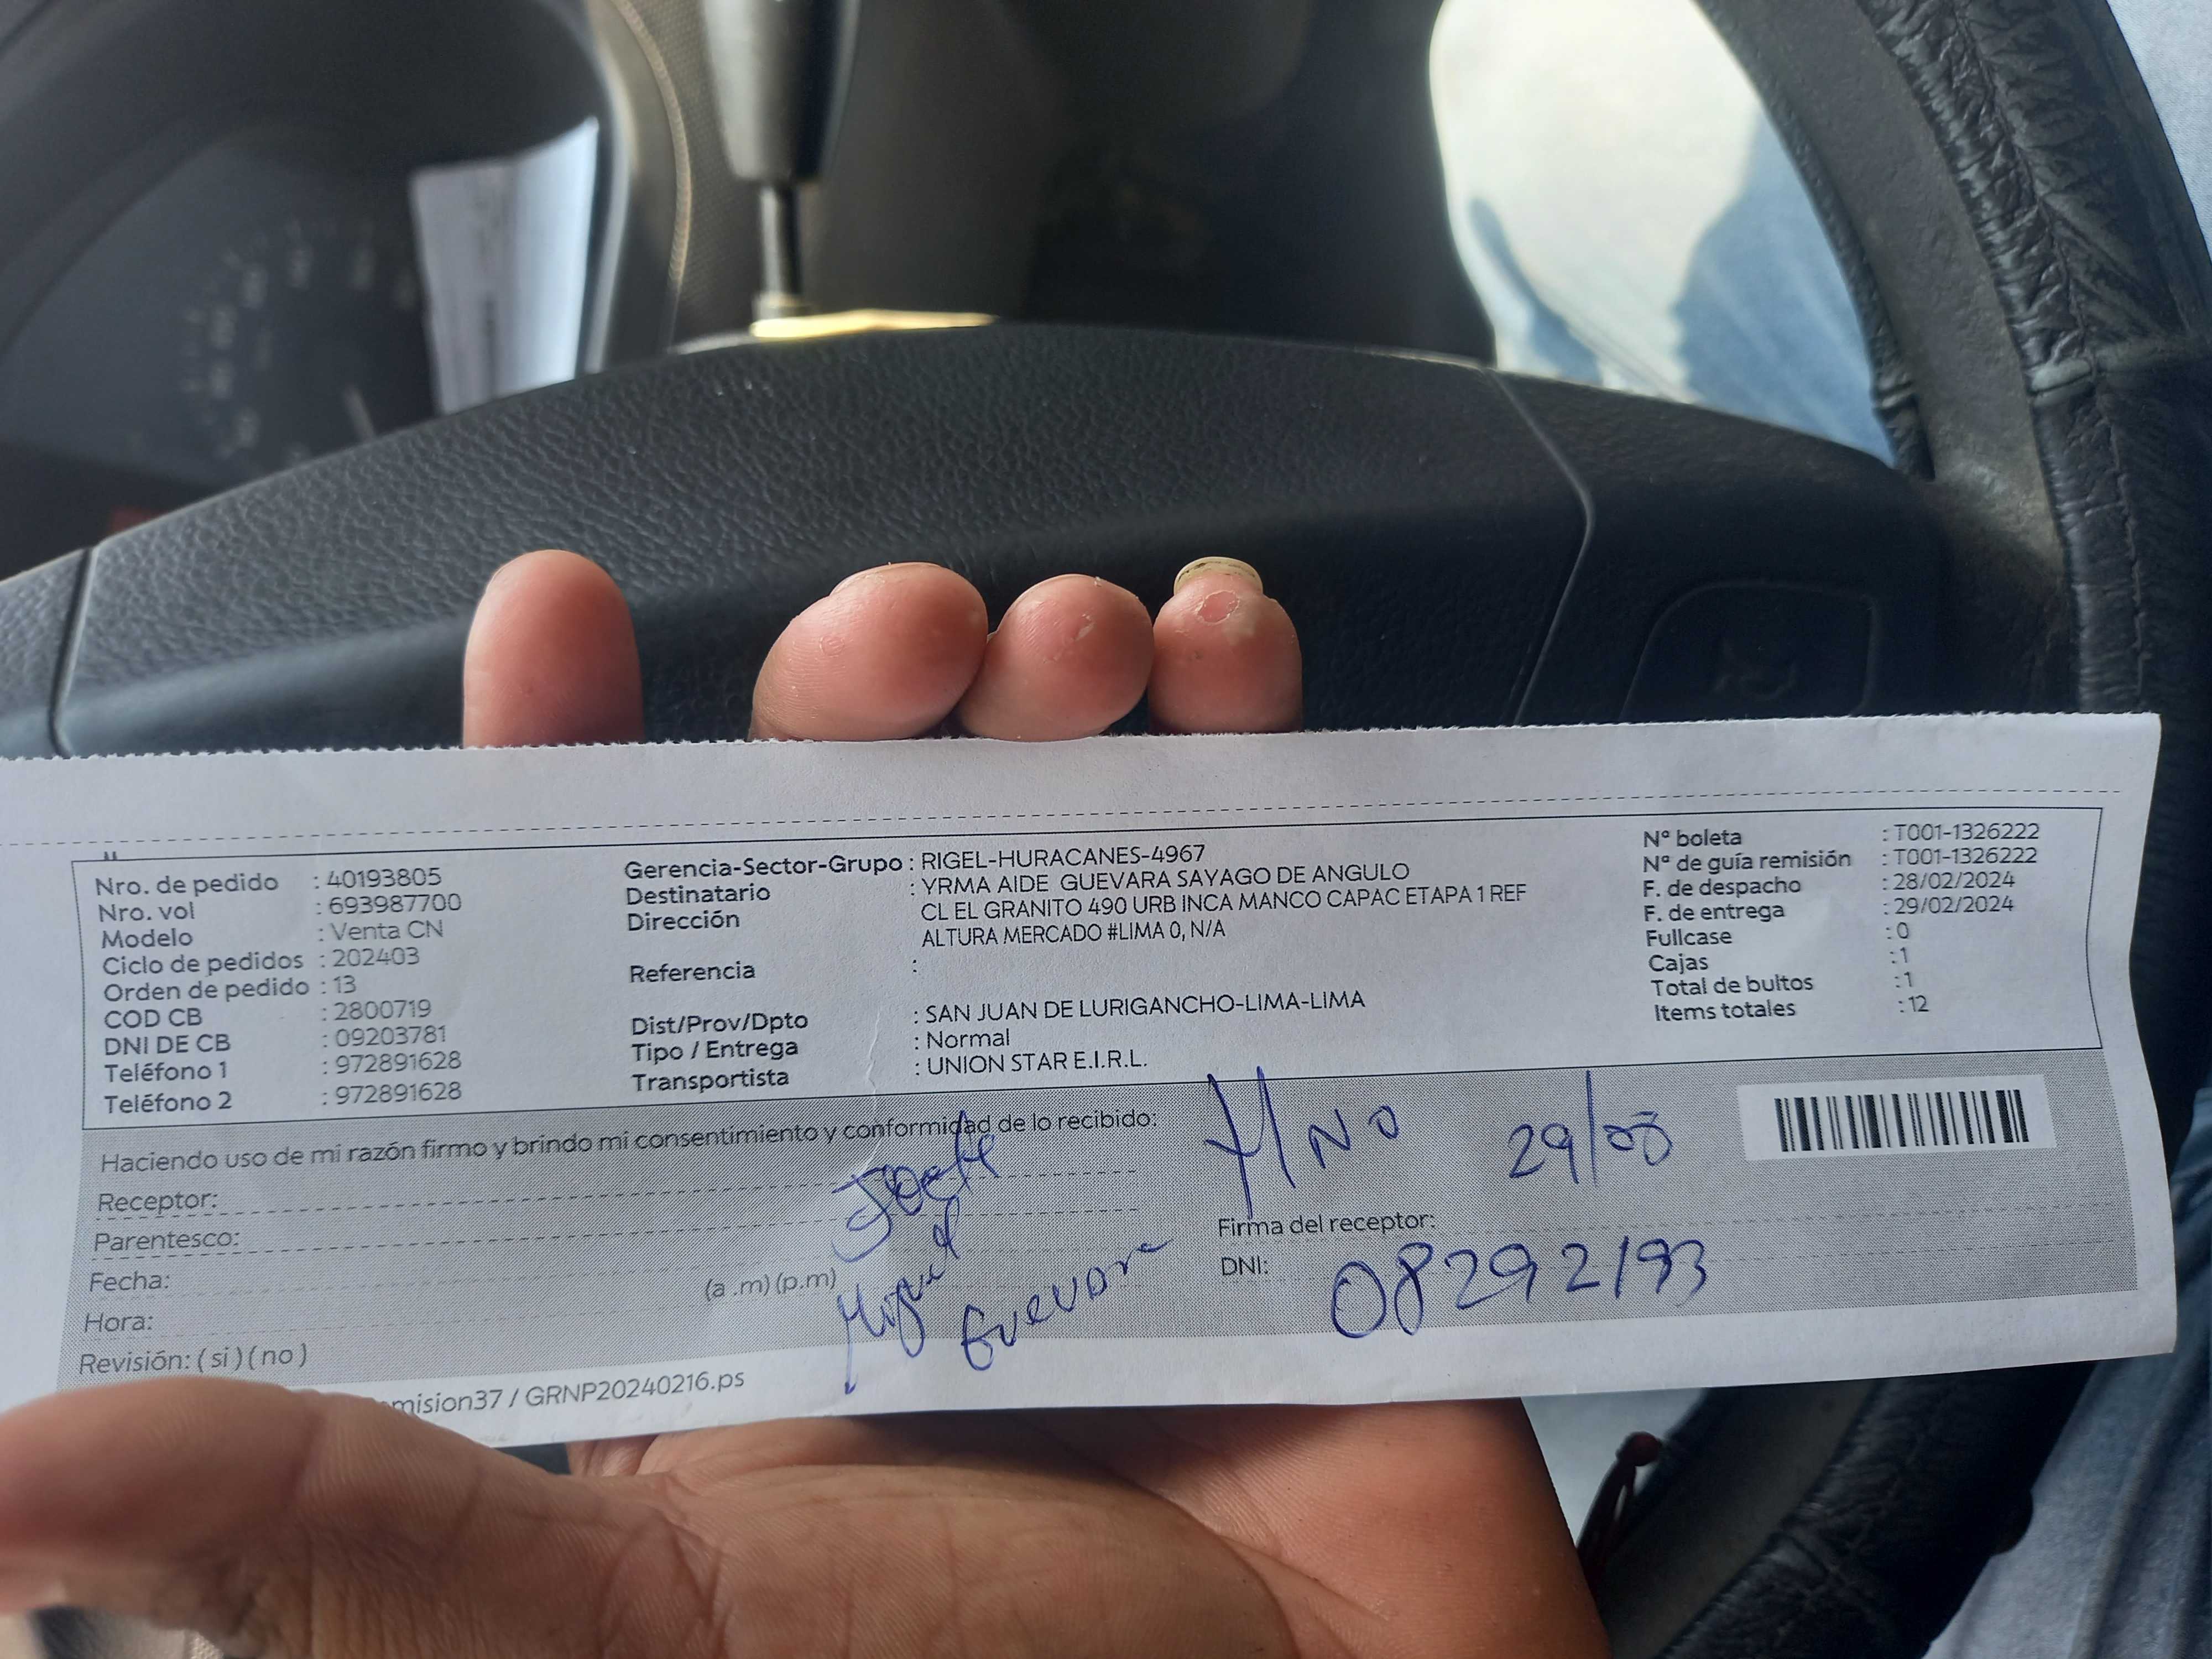 Nro. de pedido : 40193805
Nro. vol : 693987700
Modelo : Venta CN
Ciclo de pedidos : 202403
Orden de pedido : 13
COD CB : 2800719
DNI DE CB : 09203781
Teléfono 1 : 972891628
Teléfono 2 : 972891628
Gerencia-Sector-Grupo : RIGEL-HURACANES-4967
Destinatario : YRMA AIDE GUEVARA SAYAGO DE ANGULO
Dirección CL EL GRANITO 490 URB INCA MANCO CAPAC ETAPA 1 REF
ALTURA MERCADO #LIMA 0, N/A
Referencia :
Dist/Prov/Dpto : SAN JUAN DE LURIGANCHO-LIMA-LIMA
Tipo / Entrega : Normal
Transportista : UNION STAR E.I.R.L.
Nº boleta : T001-1326222
Nº de guía remisión : T001-1326222
F. de despacho : 28/02/2024
F. de entrega : 29/02/2024
Fullcase : 0
Cajas : 1
Total de bultos : 1
Items totales : 12
Haciendo uso de mi razón firmo y brindo mi consentimiento y conformidad de lo recibido:
Receptor:
Parentesco:
Fecha:
Hora: (a .m) (p.m)
Revisión: ( si ) ( no )
Miguel
Guevara
HNO
Firma del receptor:
DNI: 08292193
mision37 / GRNP20240216.ps